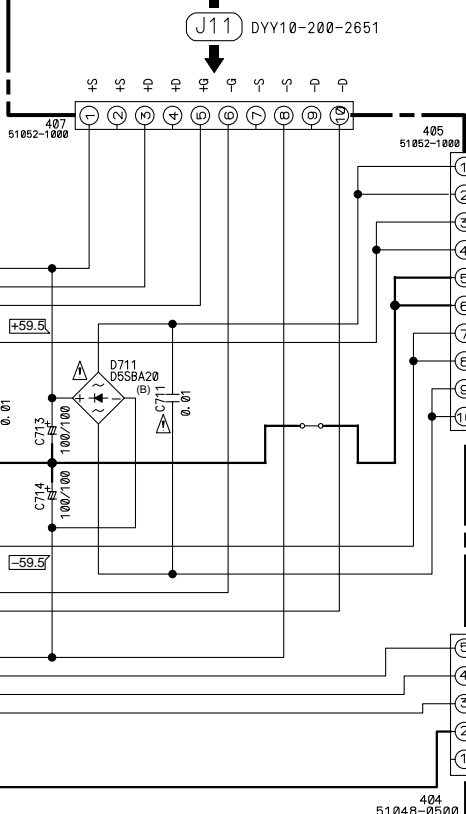 J11 DYY10-200-2651
+S +S +D +D +G -G -S -S -D -D
407 1 2 3 4 5 6 7 8 9 10
51052-1000
405
51052-1000
1
2
3
4
5
6
7
8
9
10
+59.5
D711
D5SBA20
(B)
C711
0.01
0.01
C713
100/100
C714
100/100
−59.5
5
4
3
2
1
404
51048-0500